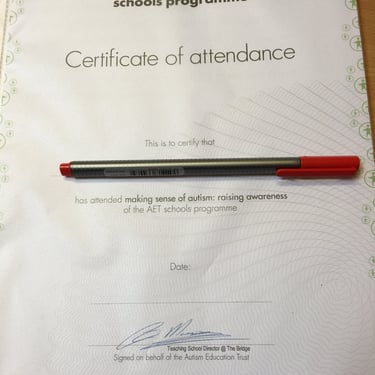 schools programme
Certificate of attendance
This is to certify that
has attended making sense of autism: raising awareness
of the AET schools programme
Date:
Teaching School Director @ The Bridge
Signed on behalf of the Autism Education Trust